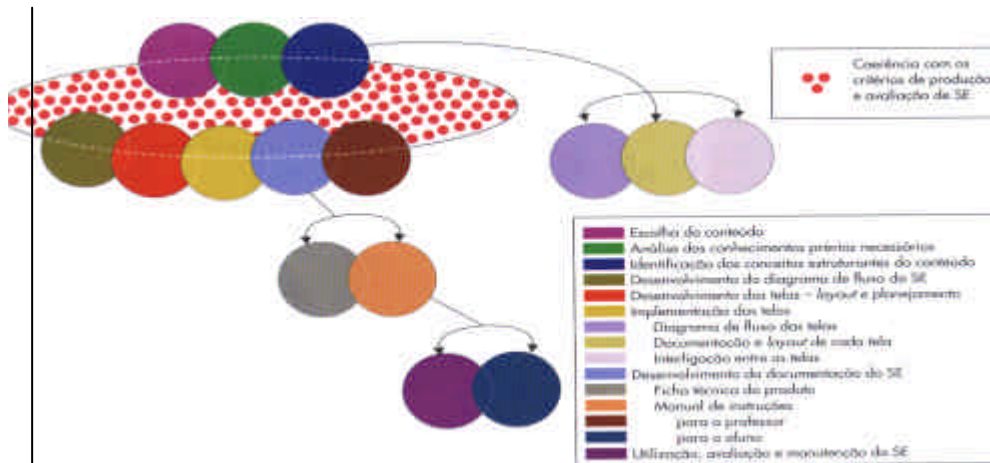 Coerência com os
critérios de produção
e avaliação de SE
Escolha do conteúdo
Análise dos conhecimentos prévios necessários
Identificação dos conceitos estruturantes do conteúdo
Desenvolvimento do diagrama de fluxo do SE
Desenvolvimento das telas – layout e planejamento
Implementação das telas
Diagrama de fluxo das telas
Documentação e layout de cada tela
Interligação entre as telas
Desenvolvimento da documentação do SE
Ficha técnica do produto
Manual de instruções
para o professor
para o aluno
Utilização, avaliação e manutenção do SE